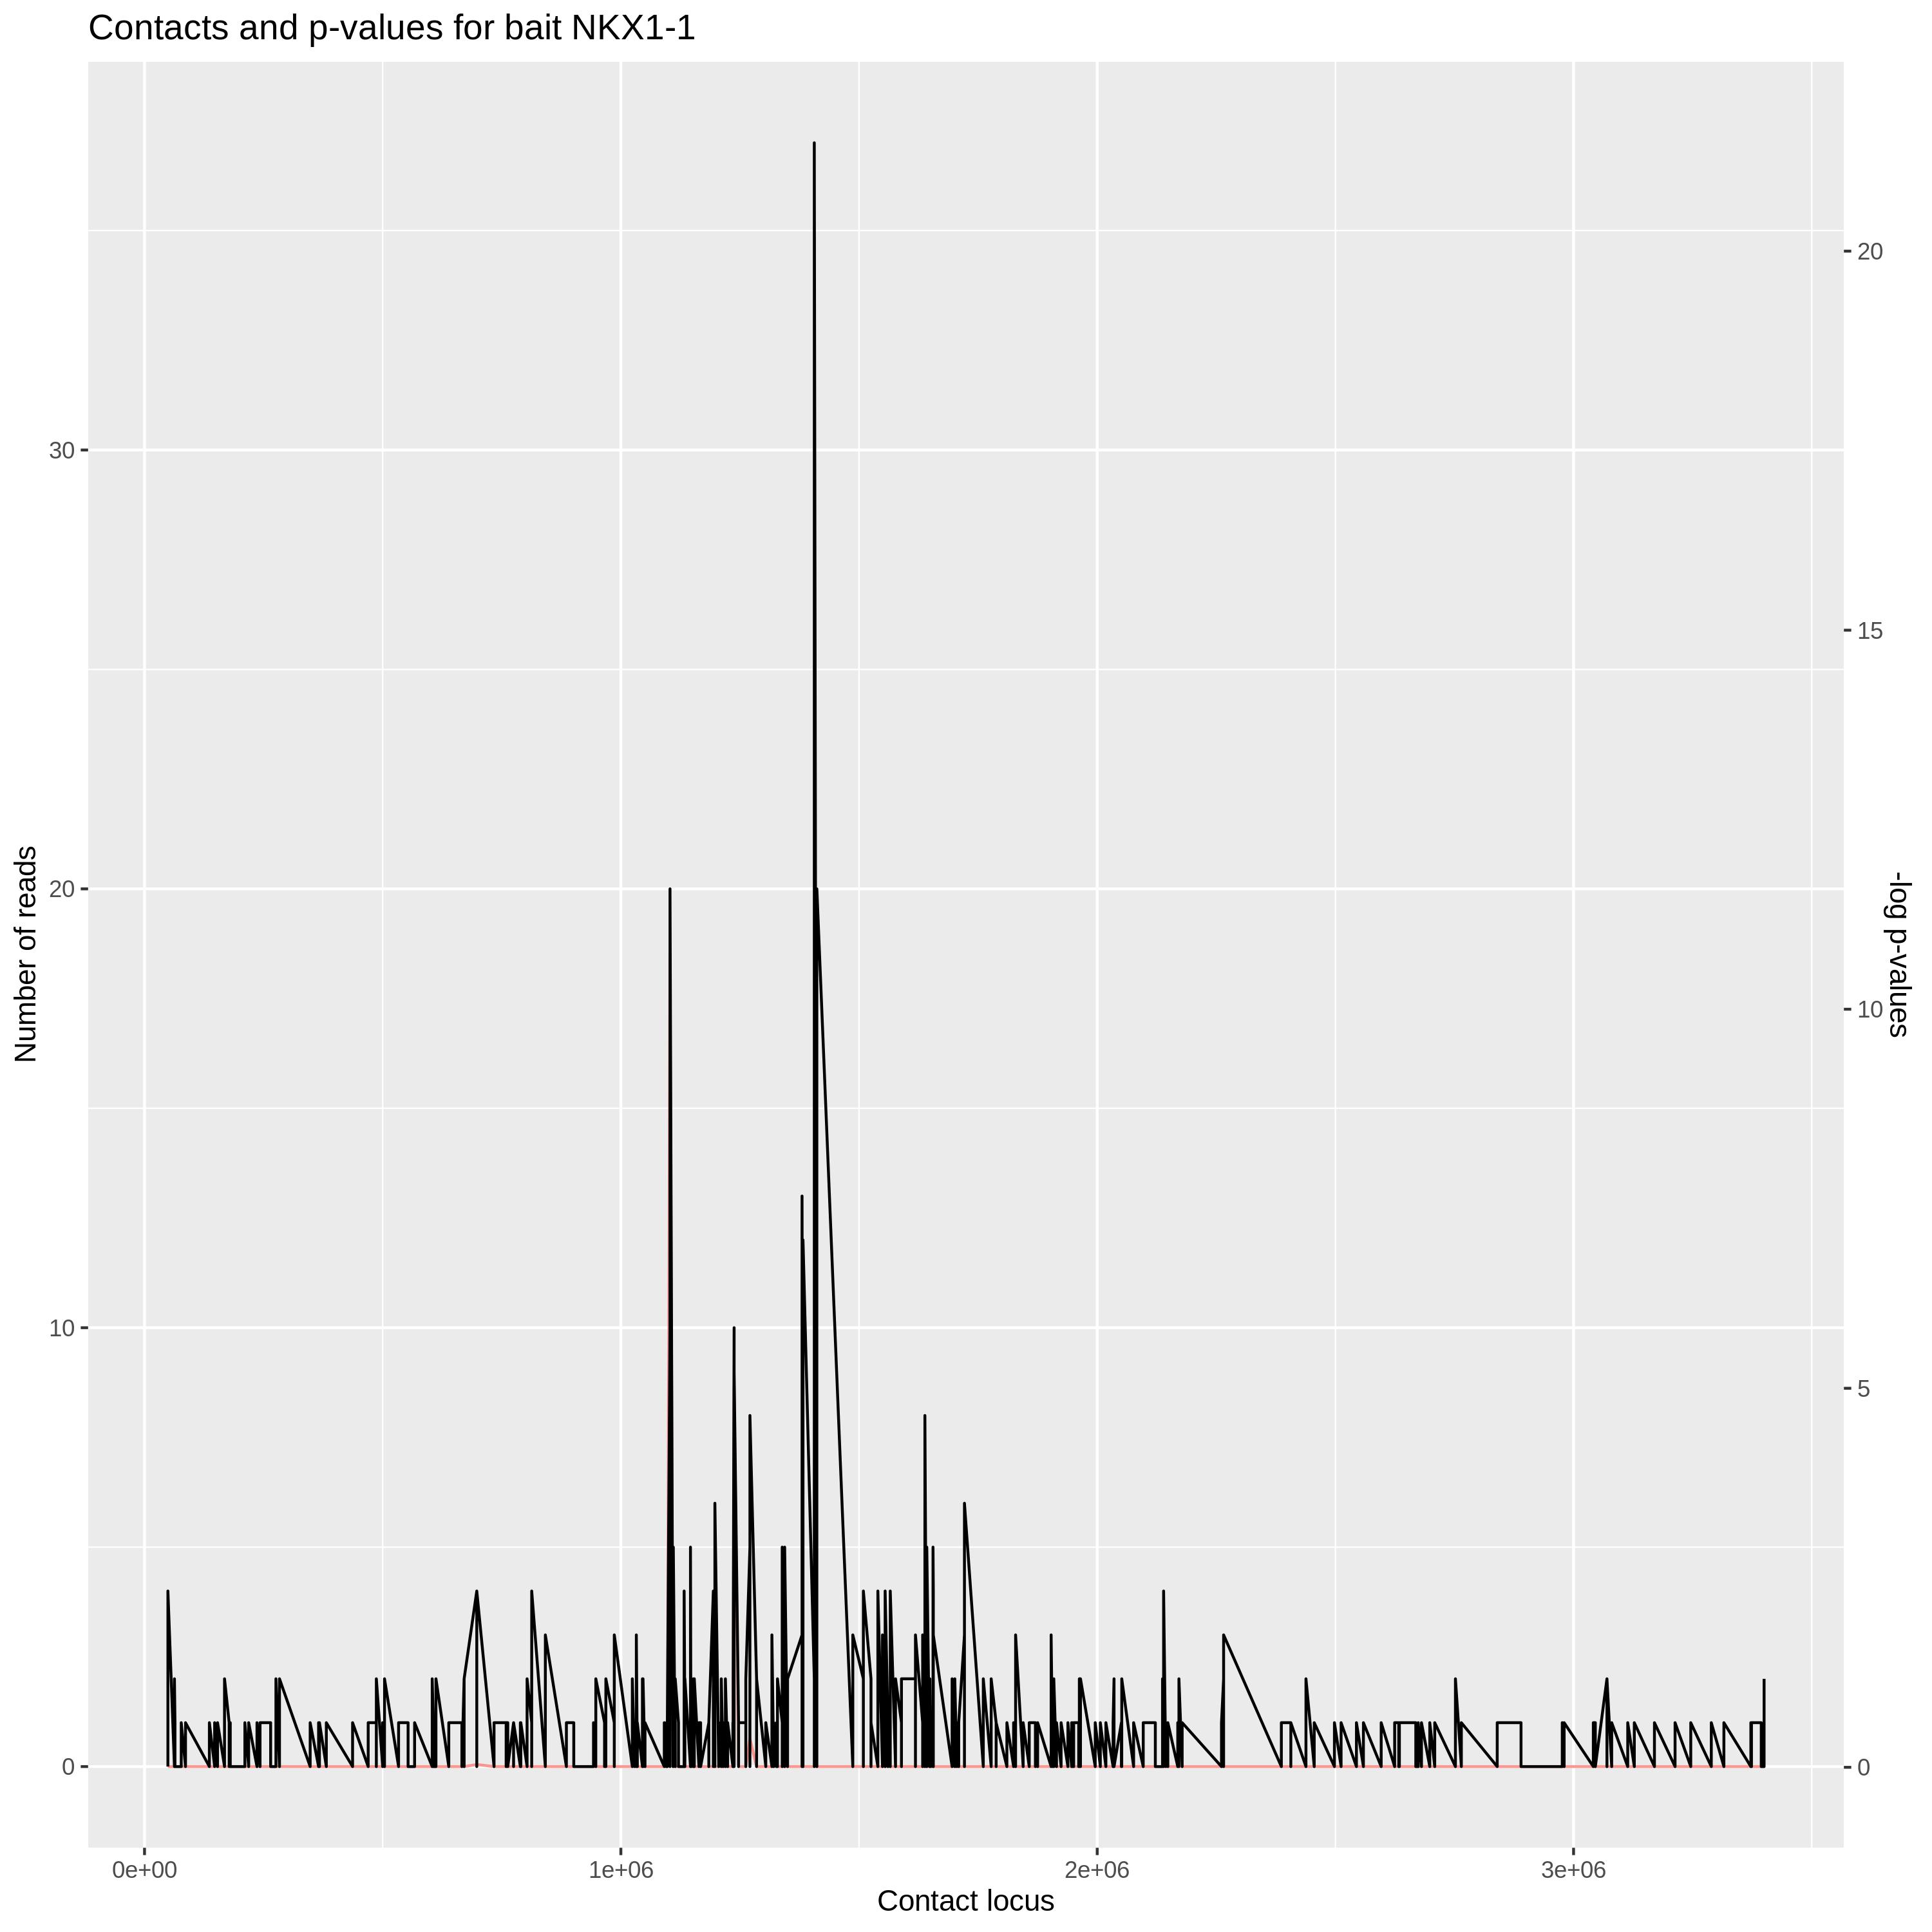 Contacts and p-values for bait NKX1-1
Number of reads
30
20
10
0
20
15
10
5
0
-log p-values
0e+00
1e+06
2e+06
3e+06
Contact locus